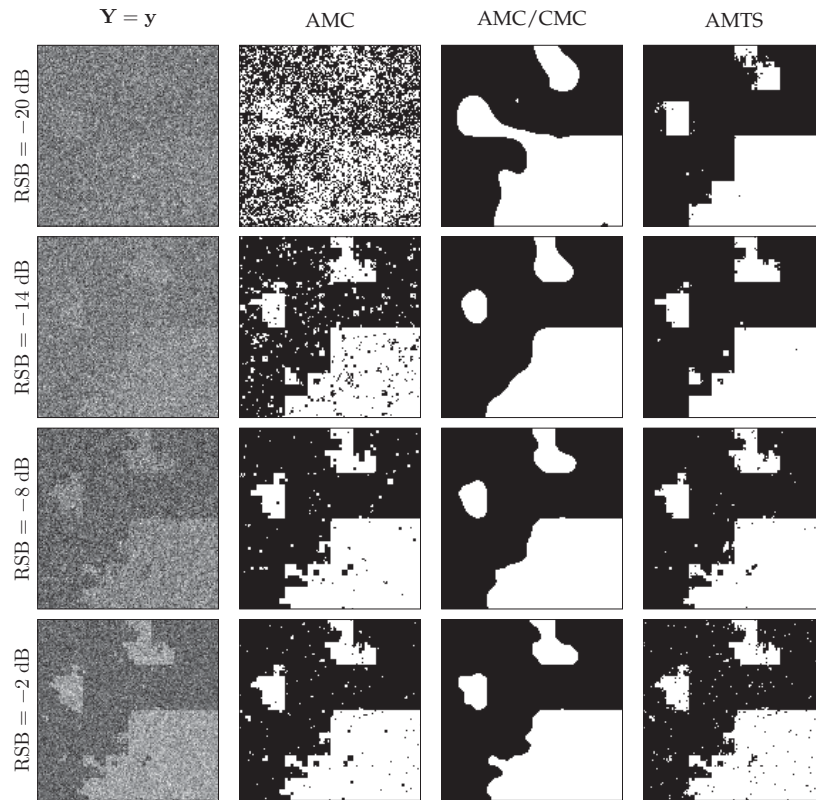 Y = y
AMC
AMC/CMC
AMTS
RSB = −20 dB
RSB = −14 dB
RSB = −8 dB
RSB = −2 dB